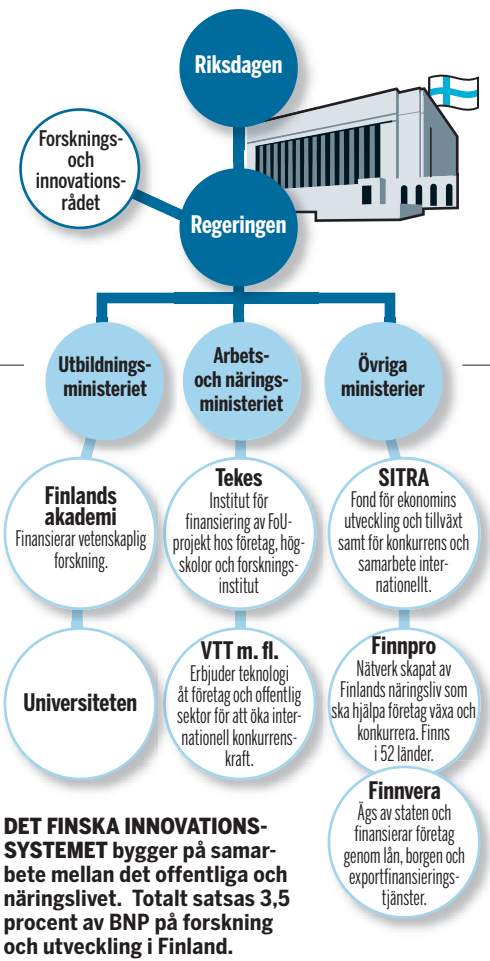 Riksdagen
Forsknings-
och
innovations-
rådet
Regeringen
Utbildnings-
ministeriet
Arbets-
och närings-
ministeriet
Övriga
ministerier
Finlands
akademi
Finansierar vetenskaplig
forskning.
Tekes
Institut för
finansiering av FoU-
projekt hos företag, hög-
skolor och forsknings-
institut
SITRA
Fond för ekonomins
utveckling och tillväxt
samt för konkurrens och
samarbete inter-
nationellt.
Universiteten
VTT m. fl.
Erbjuder teknologi
åt företag och offentlig
sektor för att öka inter-
nationell konkurrens-
kraft.
Finnpro
Nätverk skapat av
Finlands näringsliv som
ska hjälpa företag växa och
konkurrera. Finns
i 52 länder.
Finnvera
Ägs av staten och
finansierar företag
genom lån, borgen och
exportfinansierings-
tjänster.
DET FINSKA INNOVATIONS-
SYSTEMET bygger på samar-
bete mellan det offentliga och
näringslivet. Totalt satsas 3,5
procent av BNP på forskning
och utveckling i Finland.